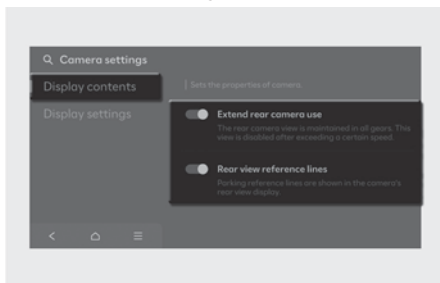 Camera settings
Display contents
Sets the properties of camera.
Display settings
Extend rear camera use
The rear camera view is maintained in all gears. This
view is disabled after exceeding a certain speed.
Rear view reference lines
Parking reference lines are shown in the camera's
rear view display